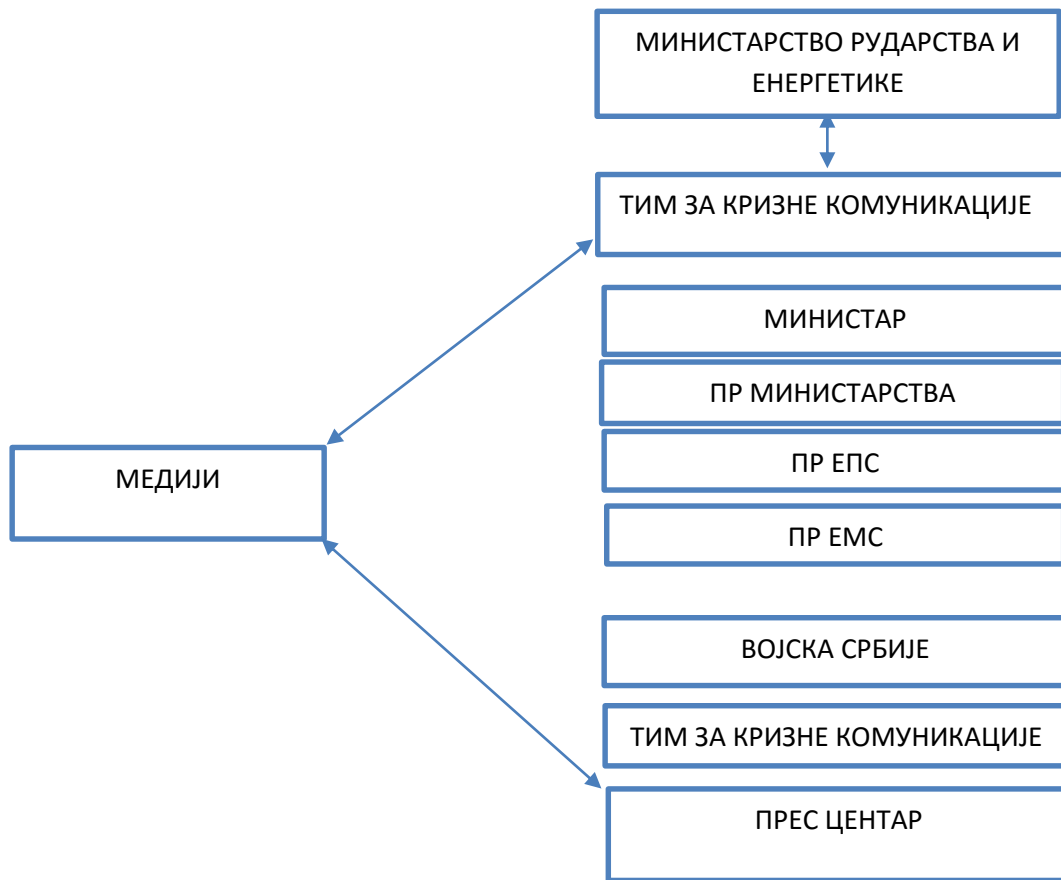 МИНИСТАРСТВО РУДАРСТВА И
ЕНЕРГЕТИКЕ
ТИМ ЗА КРИЗНЕ КОМУНИКАЦИЈЕ
МИНИСТАР
ПР МИНИСТАРСТВА
МЕДИЈИ
ПР ЕПС
ПР ЕМС
ВОЈСКА СРБИЈЕ
ТИМ ЗА КРИЗНЕ КОМУНИКАЦИЈЕ
ПРЕС ЦЕНТАР